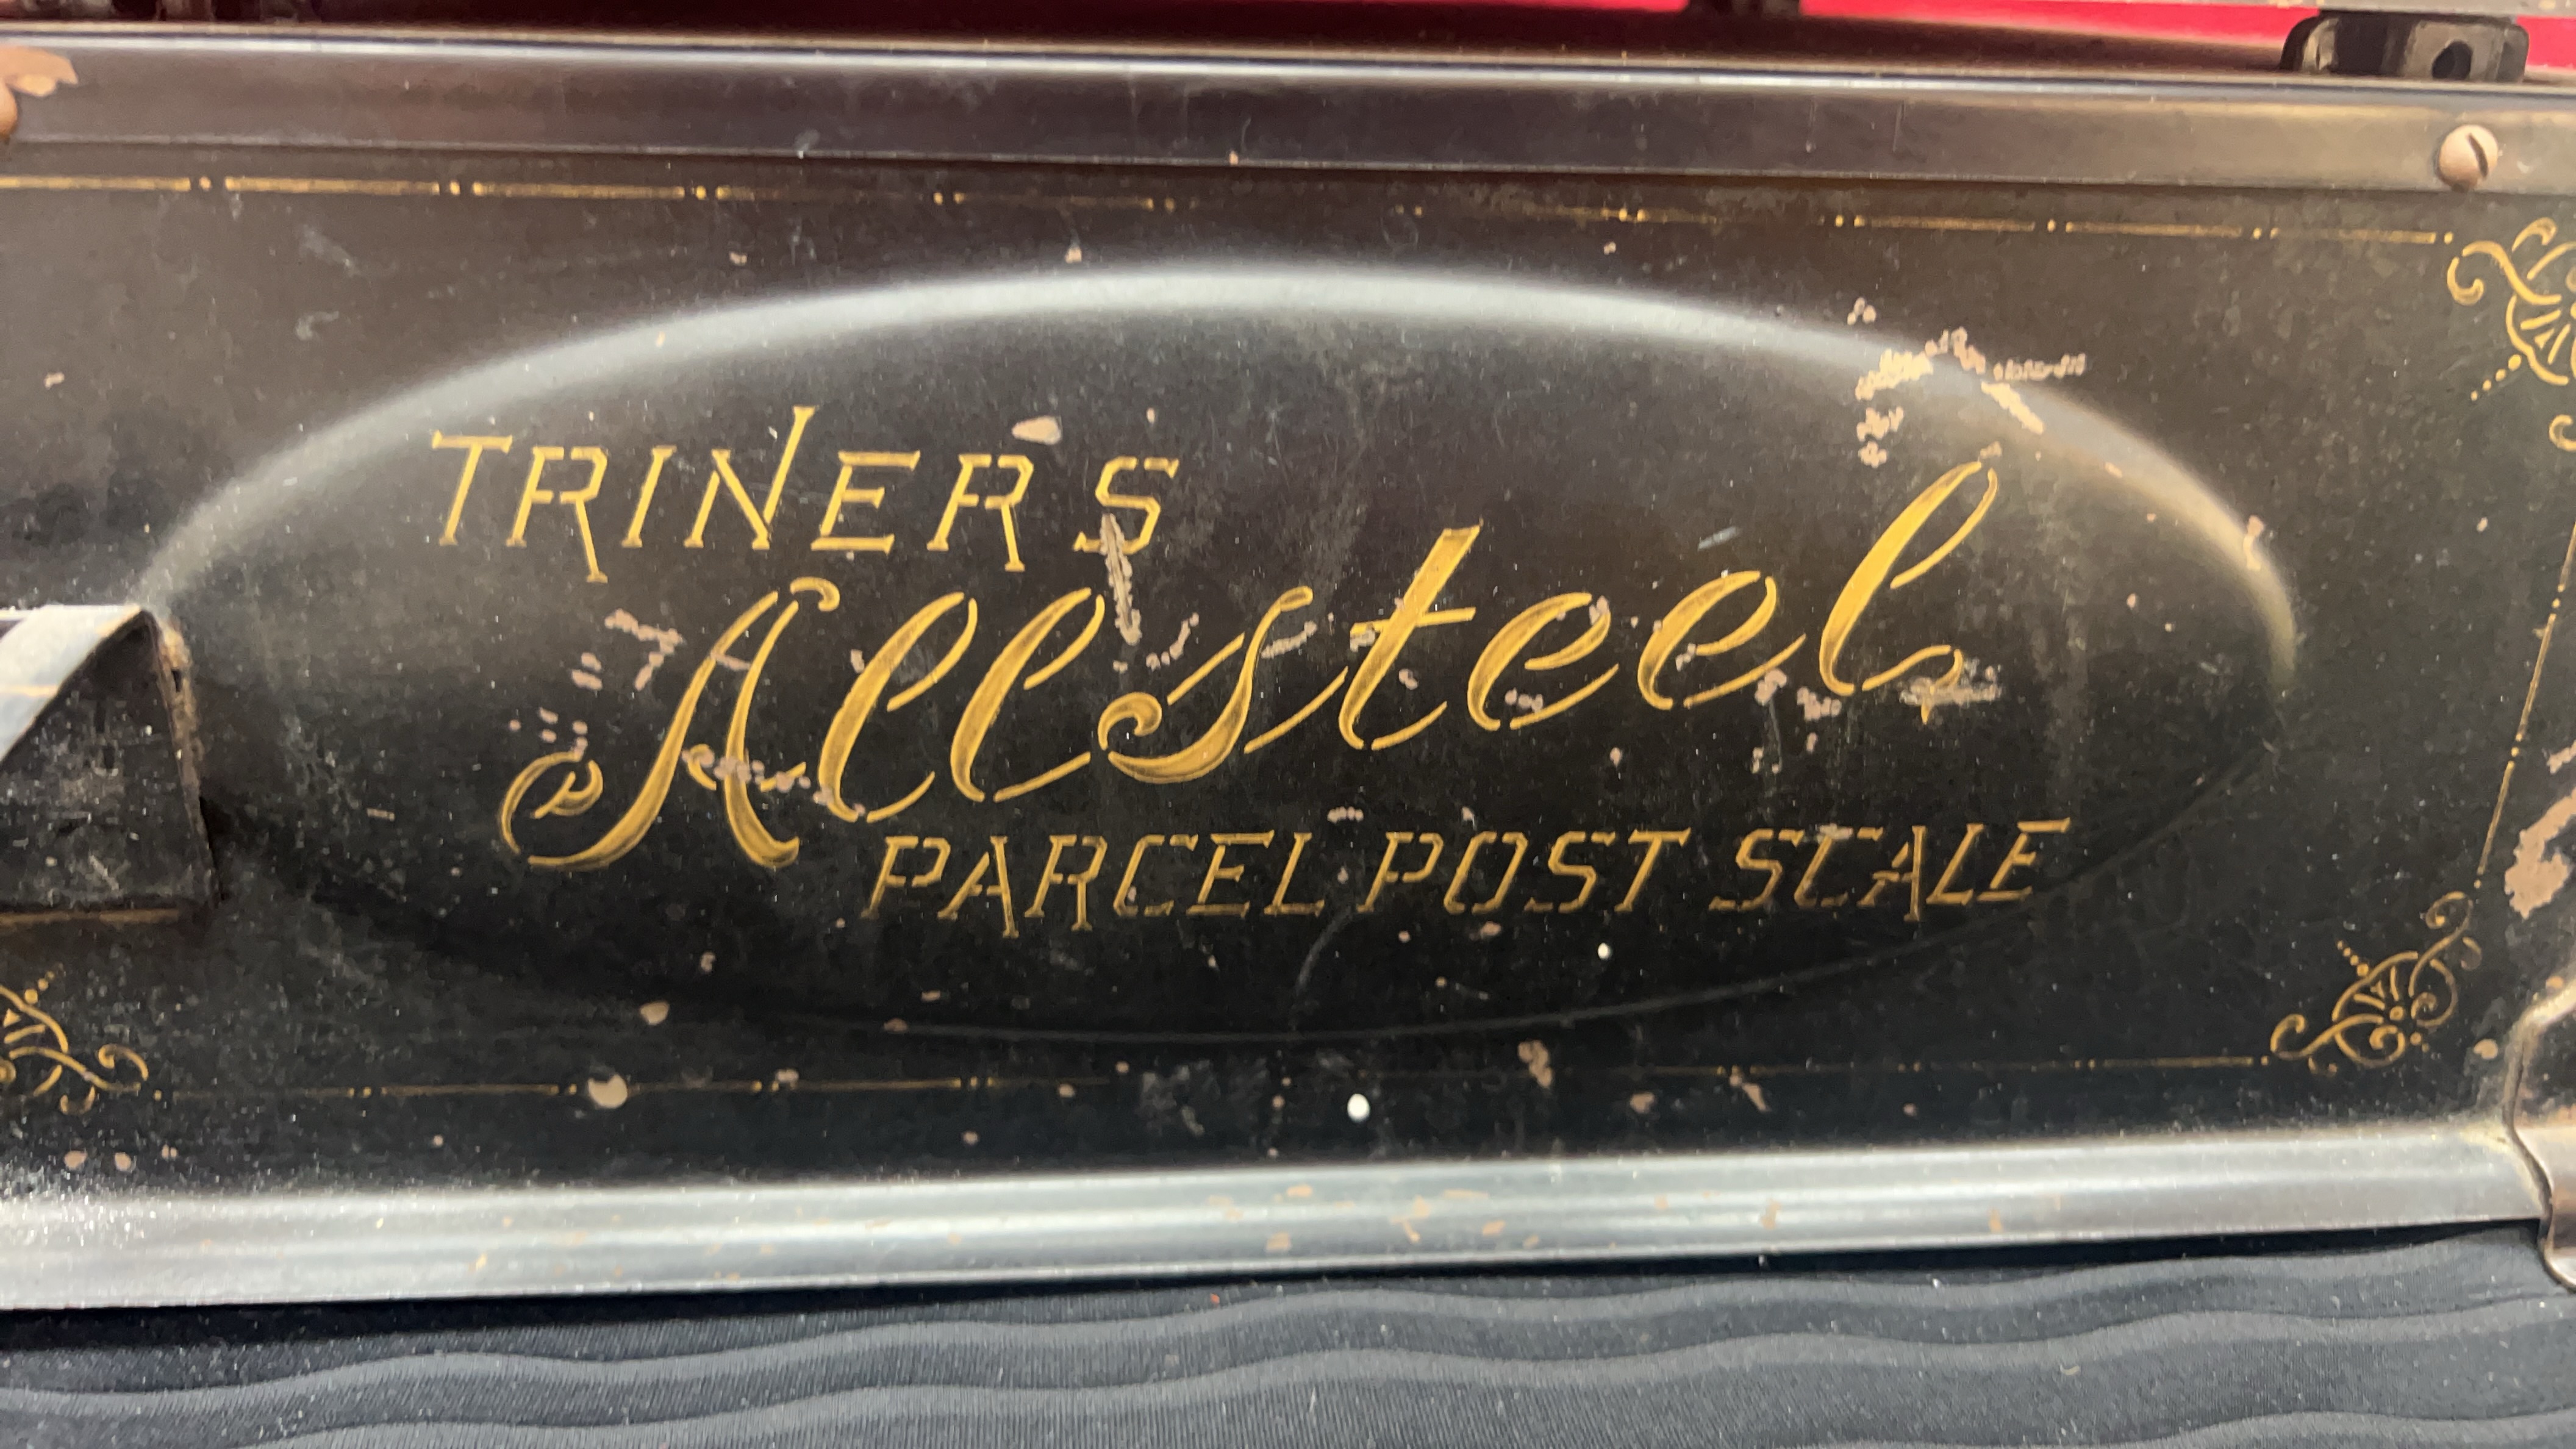 TRINERS
Allsteel
PARCEL POST SCALE